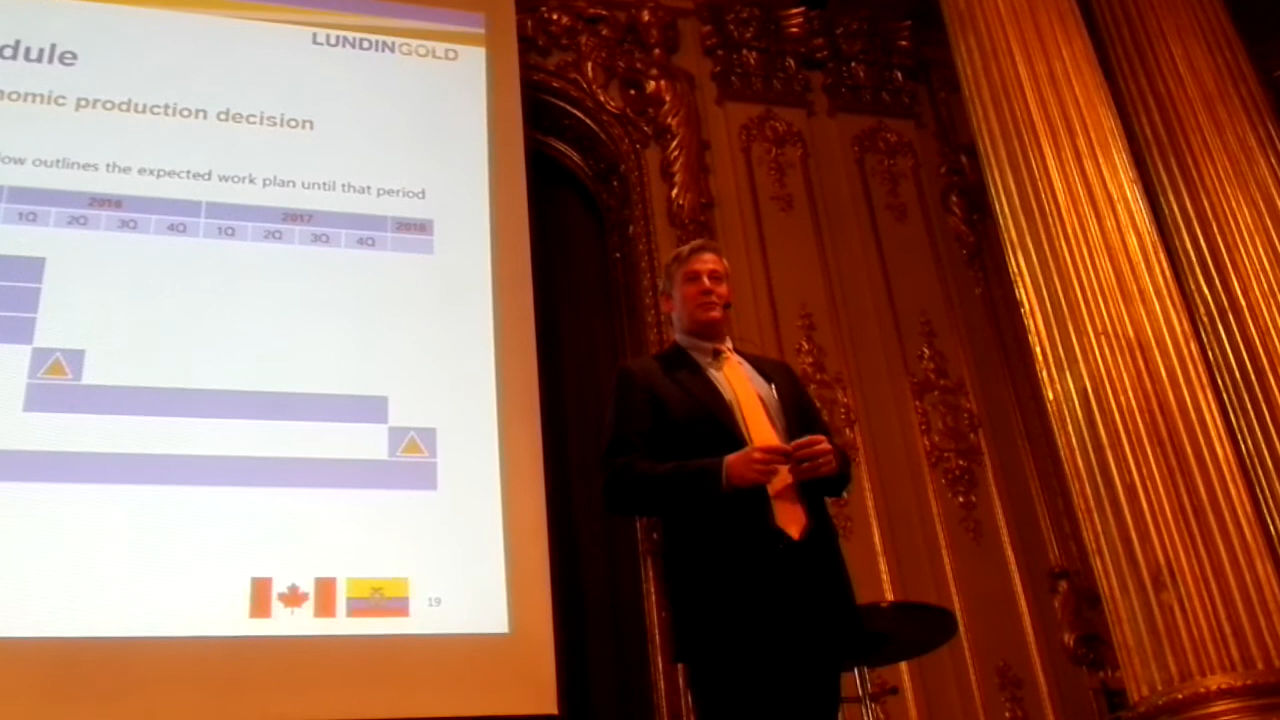 LUNDINGOLD
dule
nomic production decision
low outlines the expected work plan until that period
2016 2017 2018
1Q 2Q 3Q 4Q 1Q 2Q 3Q 4Q
19